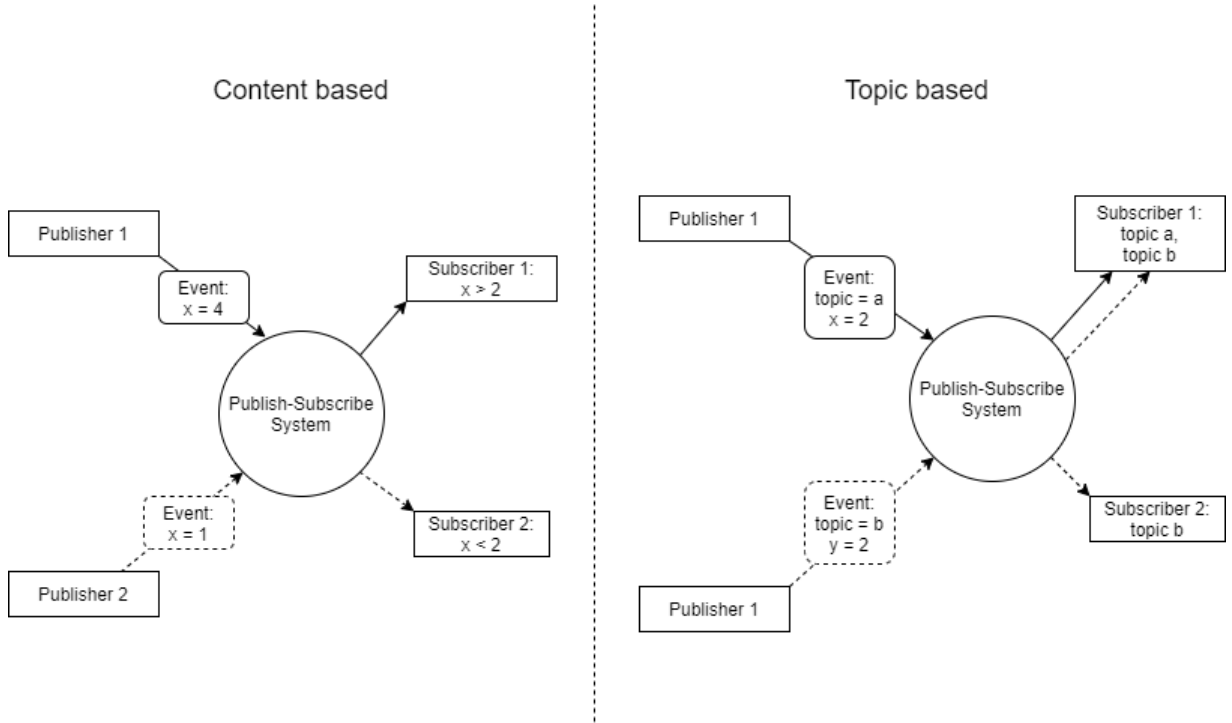 Content based
Publisher 1
Event:
x = 4
Subscriber 1:
x > 2
Publish-Subscribe
System
Event:
x = 1
Subscriber 2:
x < 2
Publisher 2
Topic based
Publisher 1
Event:
topic = a
x = 2
Subscriber 1:
topic a,
topic b
Publish-Subscribe
System
Event:
topic = b
y = 2
Subscriber 2:
topic b
Publisher 1